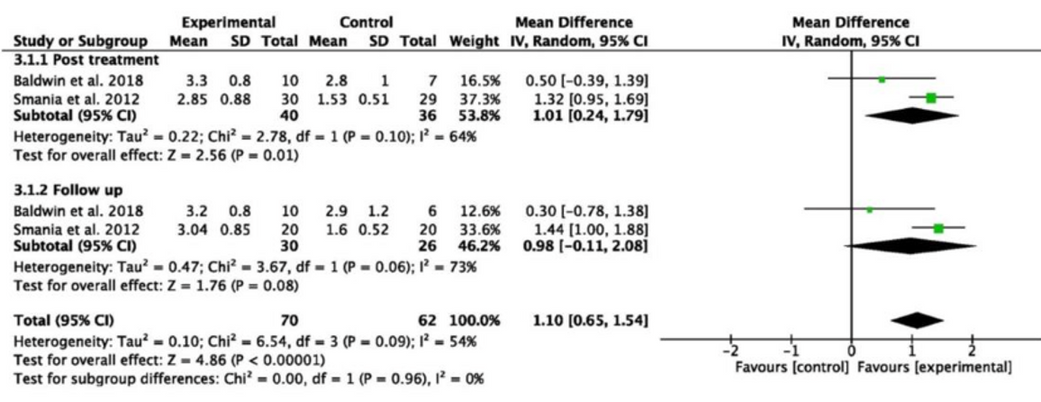 Experimental Control Mean Difference Mean Difference
Study or Subgroup Mean SD Total Mean SD Total Weight IV, Random, 95% CI IV, Random, 95% CI
3.1.1 Post treatment
Baldwin et al. 2018 3.3 0.8 10 2.8 1 7 16.5% 0.50 [-0.39, 1.39]
Smania et al. 2012 2.85 0.88 30 1.53 0.51 29 37.3% 1.32 [0.95, 1.69]
Subtotal (95% CI) 40 36 53.8% 1.01 [0.24, 1.79]
Heterogeneity: Tau² = 0.22; Chi² = 2.78, df = 1 (P = 0.10); I² = 64%
Test for overall effect: Z = 2.56 (P = 0.01)
3.1.2 Follow up
Baldwin et al. 2018 3.2 0.8 10 2.9 1.2 6 12.6% 0.30 [-0.78, 1.38]
Smania et al. 2012 3.04 0.85 20 1.6 0.52 20 33.6% 1.44 [1.00, 1.88]
Subtotal (95% CI) 30 26 46.2% 0.98 [-0.11, 2.08]
Heterogeneity: Tau² = 0.47; Chi² = 3.67, df = 1 (P = 0.06); I² = 73%
Test for overall effect: Z = 1.76 (P = 0.08)
Total (95% CI) 70 62 100.0% 1.10 [0.65, 1.54]
Heterogeneity: Tau² = 0.10; Chi² = 6.54, df = 3 (P = 0.09); I² = 54%
Test for overall effect: Z = 4.86 (P < 0.00001)
Test for subgroup differences: Chi² = 0.00, df = 1 (P = 0.96), I² = 0%
-2 -1 0 1 2
Favours [control] Favours [experimental]